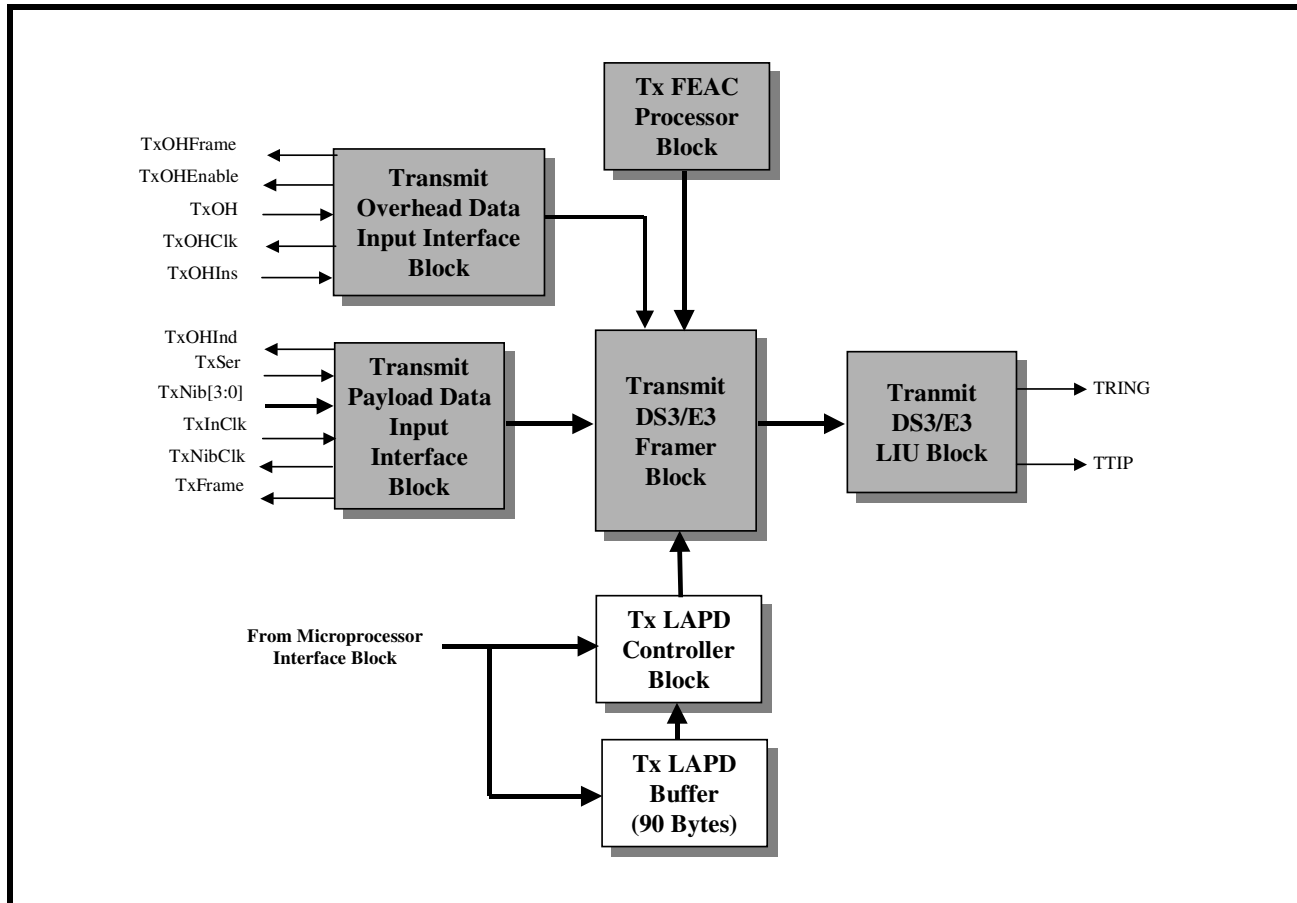 Tx FEAC
Processor
Block
TxOHFrame
TxOHEnable
TxOH
TxOHClk
TxOHIns
Transmit
Overhead Data
Input Interface
Block
TxOHInd
TxSer
TxNib[3:0]
TxInClk
TxNibClk
TxFrame
Transmit
Payload Data
Input
Interface
Block
Transmit
DS3/E3
Framer
Block
Tranmit
DS3/E3
LIU Block
TRING
TTIP
From Microprocessor
Interface Block
Tx LAPD
Controller
Block
Tx LAPD
Buffer
(90 Bytes)